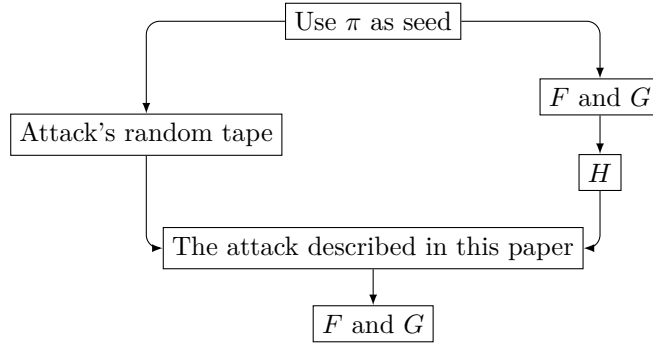 Use π as seed
F and G
Attack's random tape
H
The attack described in this paper
F and G